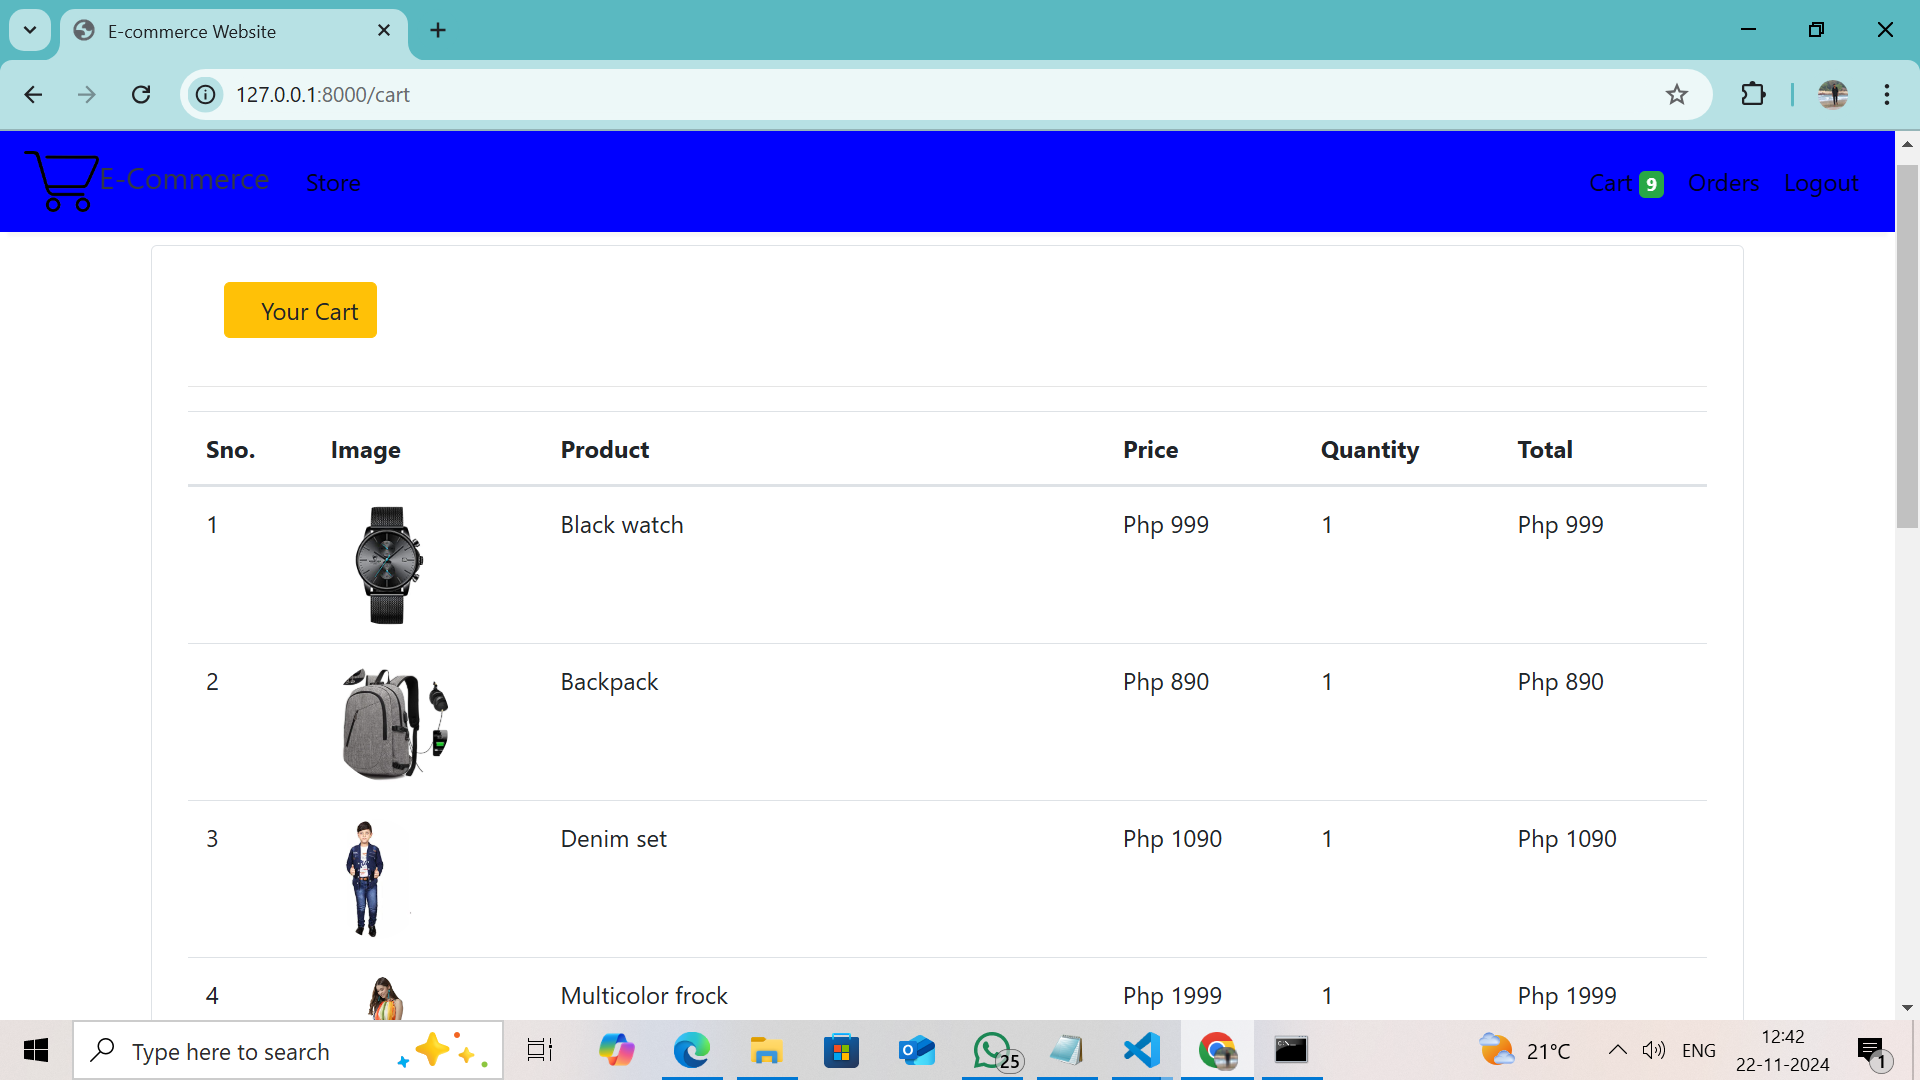 E-commerce Website
127.0.0.1:8000/cart
E-Commerce Store Cart 9 Orders Logout
Your Cart
Sno. Image Product Price Quantity Total
1 Black watch Php 999 1 Php 999
2 Backpack Php 890 1 Php 890
3 Denim set Php 1090 1 Php 1090
4 Multicolor frock Php 1999 1 Php 1999
Type here to search 25 21°C ENG 12:42
22-11-2024 1